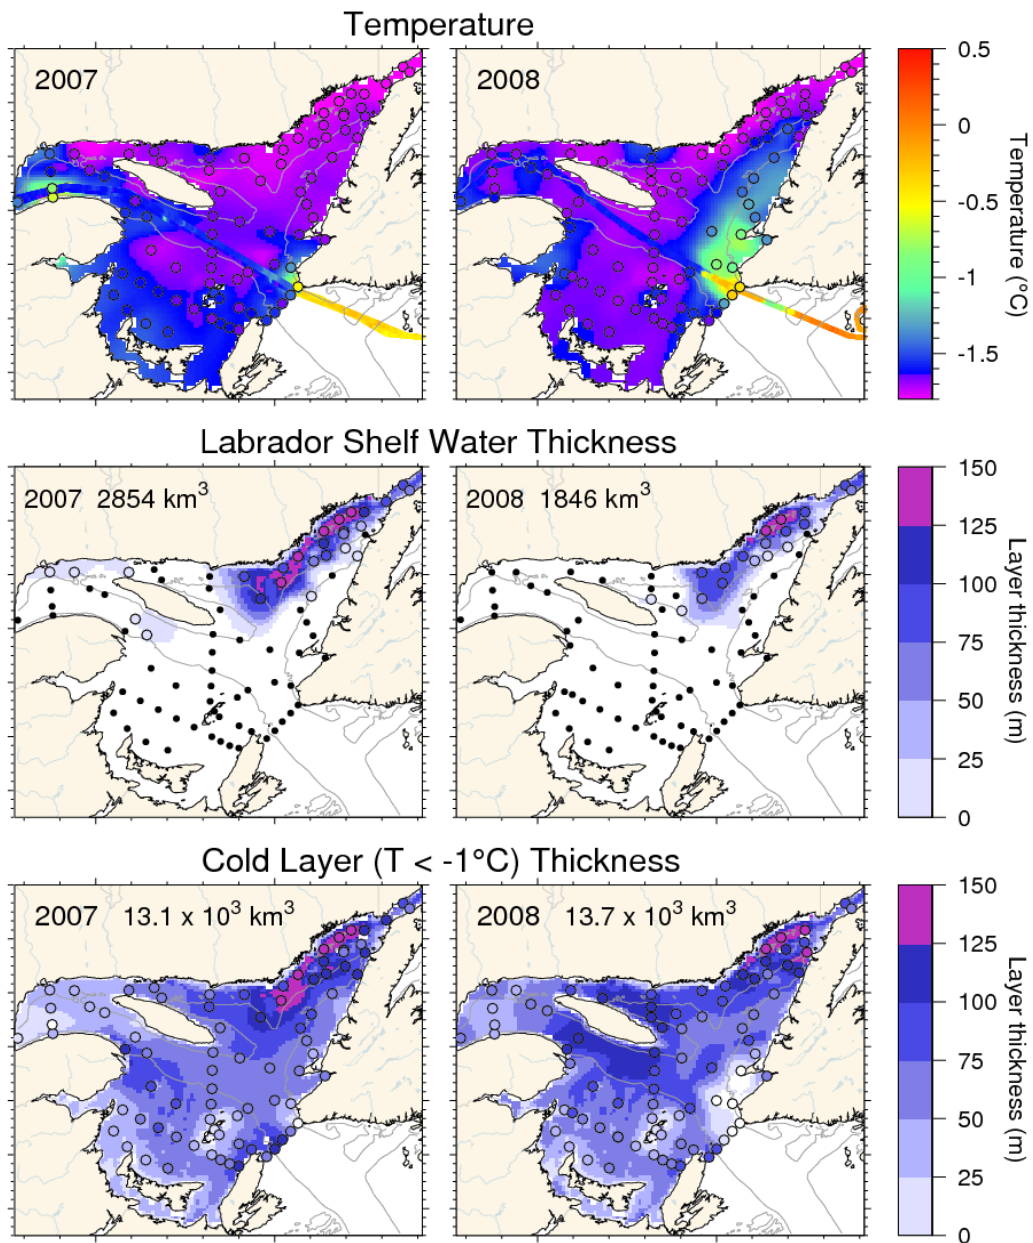 Temperature
2007
2008
0.5
0
-0.5
-1
-1.5
Temperature (°C)
Labrador Shelf Water Thickness
2007 2854 km³
2008 1846 km³
150
125
100
75
50
25
0
Layer thickness (m)
Cold Layer (T < -1°C) Thickness
2007 13.1 x 10³ km³
2008 13.7 x 10³ km³
150
125
100
75
50
25
0
Layer thickness (m)